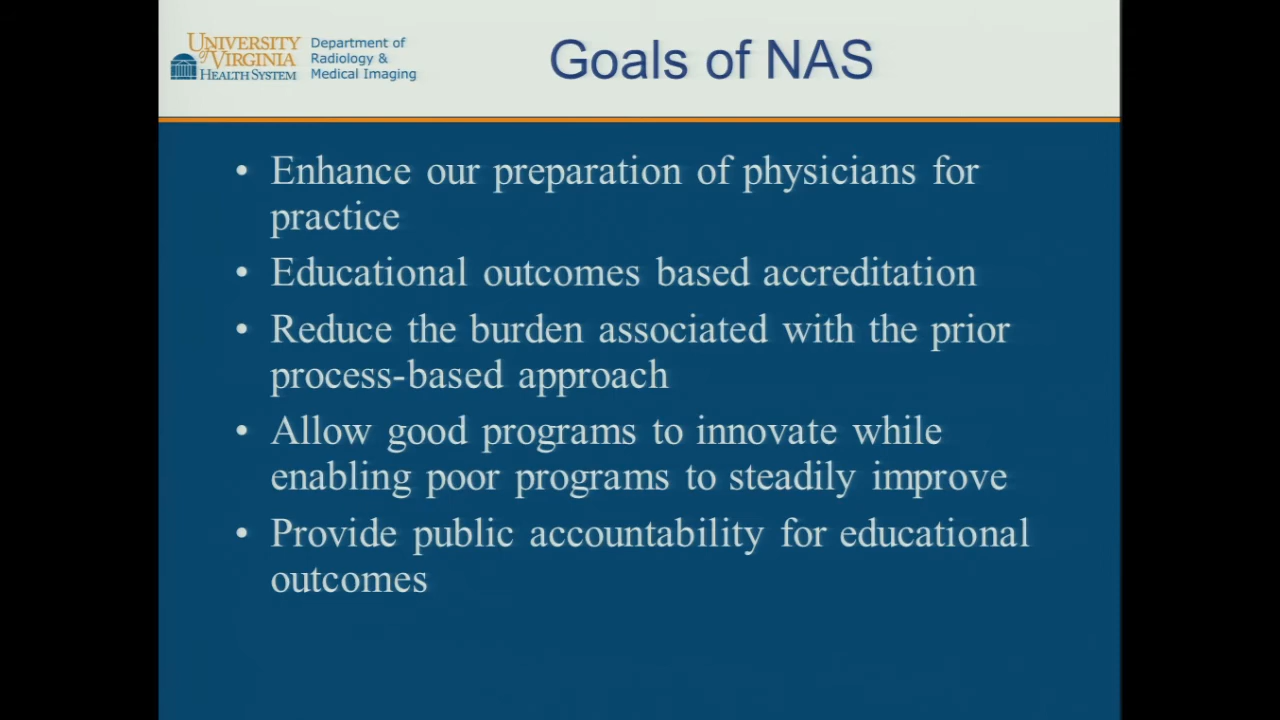 UNIVERSITY
of VIRGINIA
HEALTH SYSTEM
Department of
Radiology &
Medical Imaging
Goals of NAS
• Enhance our preparation of physicians for
practice
• Educational outcomes based accreditation
• Reduce the burden associated with the prior
process-based approach
• Allow good programs to innovate while
enabling poor programs to steadily improve
• Provide public accountability for educational
outcomes